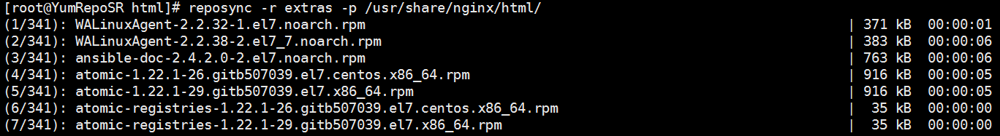 [root@YumRepoSR html]# reposync -r extras -p /usr/share/nginx/html/
(1/341): WALinuxAgent-2.2.32-1.el7.noarch.rpm | 371 kB 00:00:01
(2/341): WALinuxAgent-2.2.38-2.el7_7.noarch.rpm | 383 kB 00:00:06
(3/341): ansible-doc-2.4.2.0-2.el7.noarch.rpm | 763 kB 00:00:06
(4/341): atomic-1.22.1-26.gitb507039.el7.centos.x86_64.rpm | 916 kB 00:00:05
(5/341): atomic-1.22.1-29.gitb507039.el7.x86_64.rpm | 916 kB 00:00:05
(6/341): atomic-registries-1.22.1-26.gitb507039.el7.centos.x86_64.rpm | 35 kB 00:00:00
(7/341): atomic-registries-1.22.1-29.gitb507039.el7.x86_64.rpm | 35 kB 00:00:00